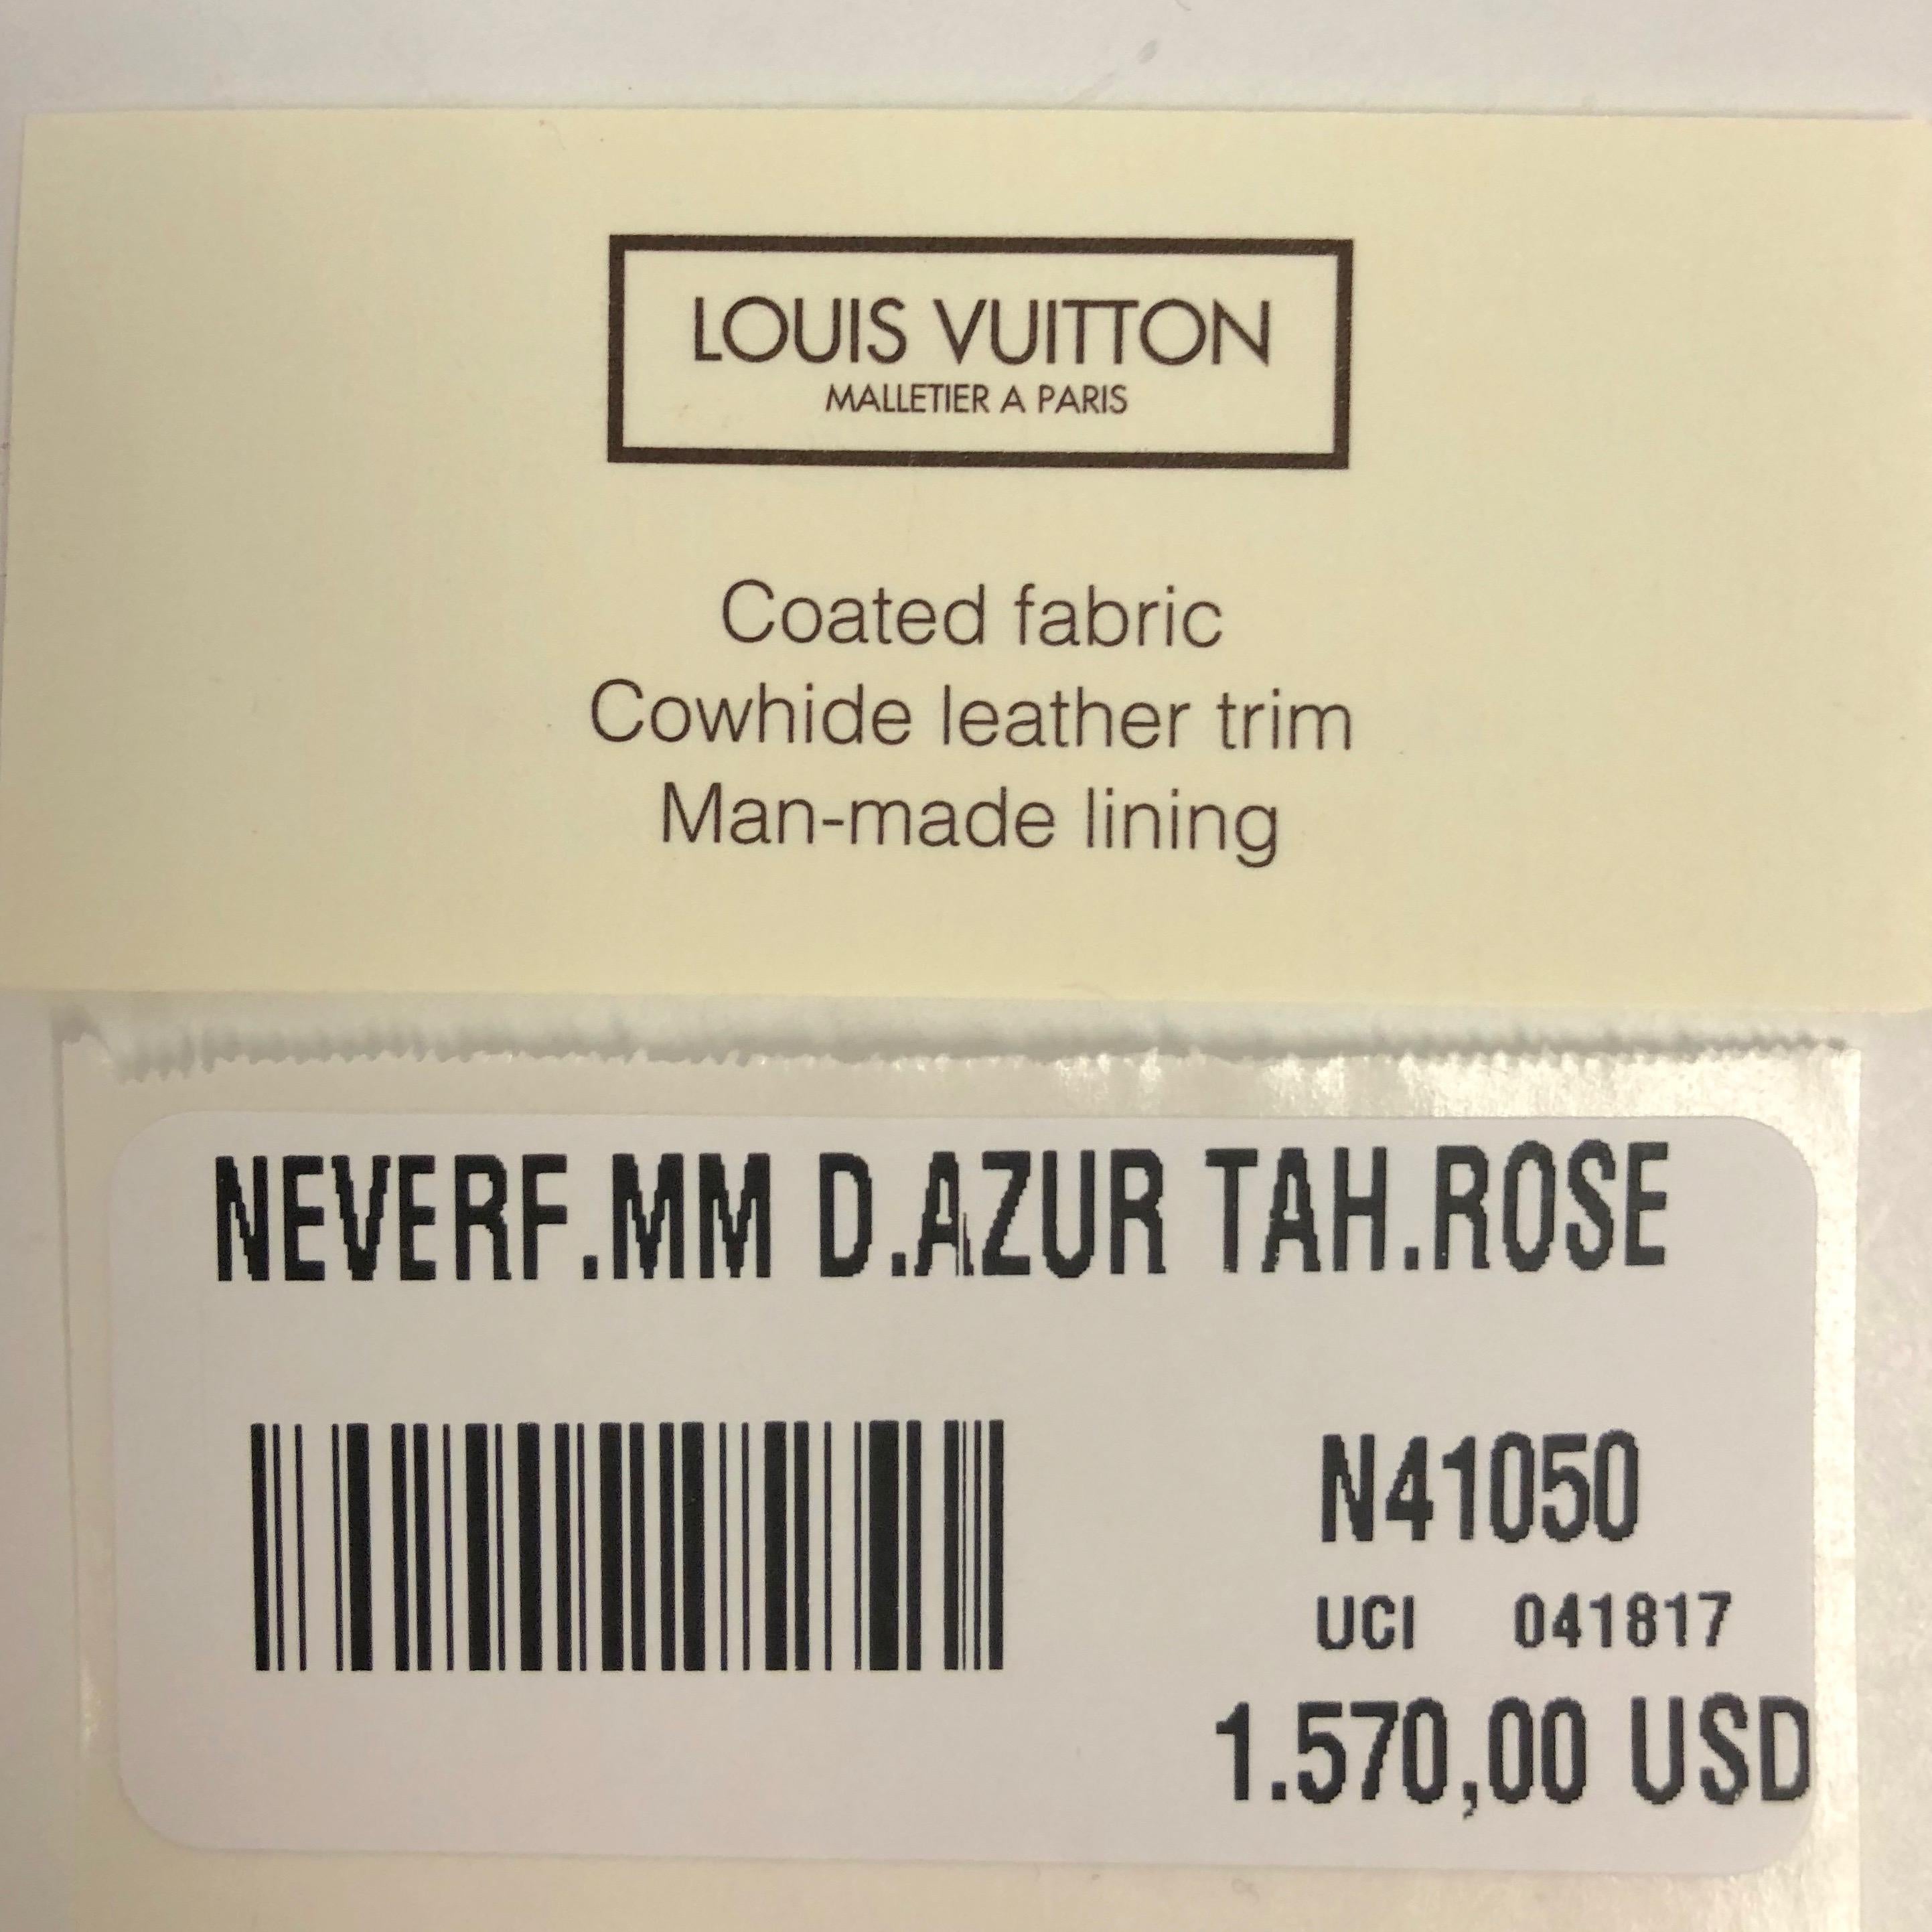 LOUIS VUITTON
MALLETIER A PARIS
Coated fabric
Cowhide leather trim
Man-made lining
NEVERF.MM D.AZUR TAH.ROSE
N41050
UCI 041817
1.570,00 USD